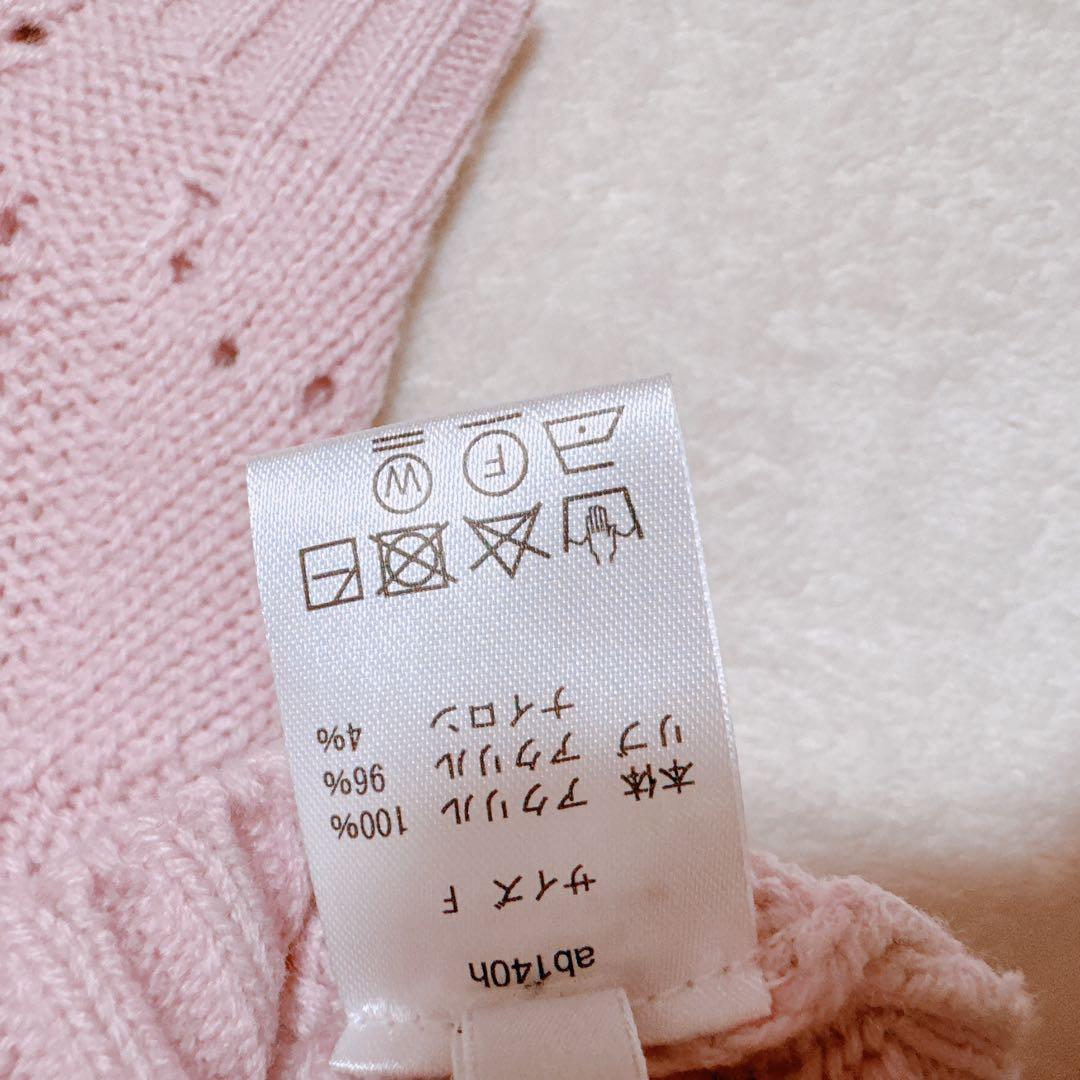 ab140h
サイズ F
本体 アクリル 100%
リブ アクリル 96%
ナイロン 4%
F
W